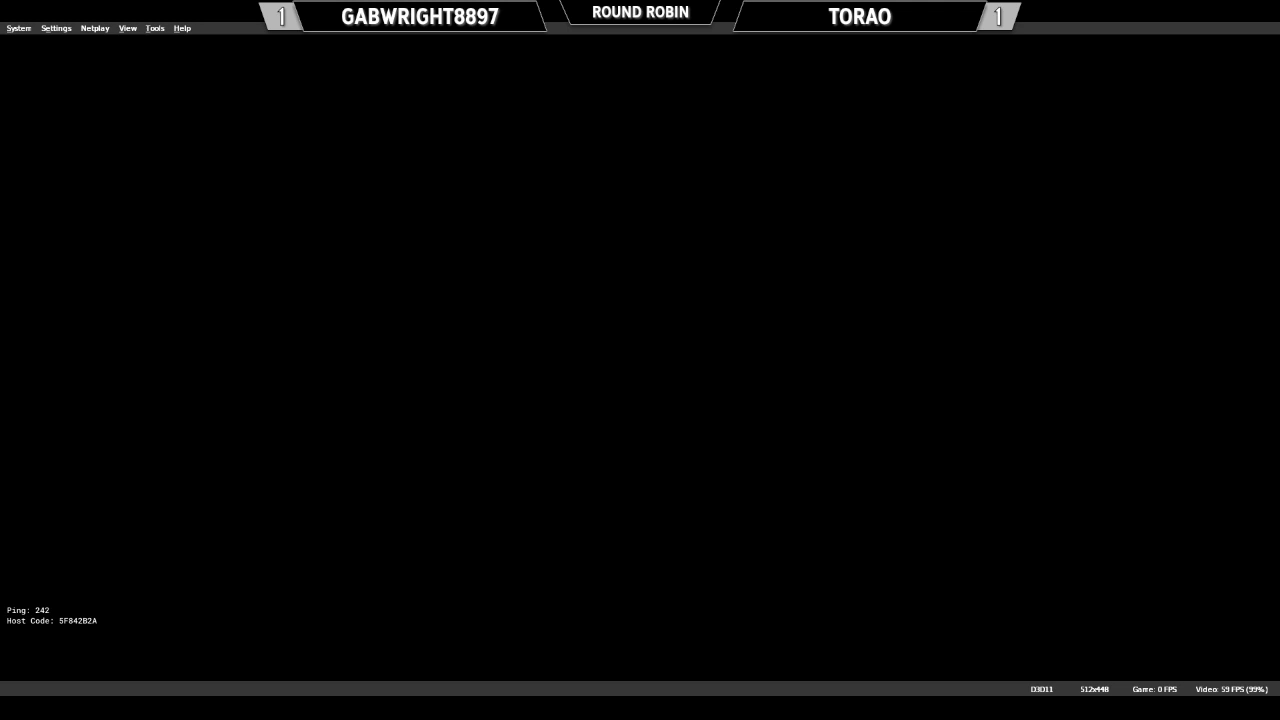 1 GABWRIGHT8897 ROUND ROBIN TORAO 1
System Settings Netplay View Tools Help
Ping: 242
Host Code: 5F842B2A
D3D11 512x448 Game: 0 FPS Video: 59 FPS (99%)